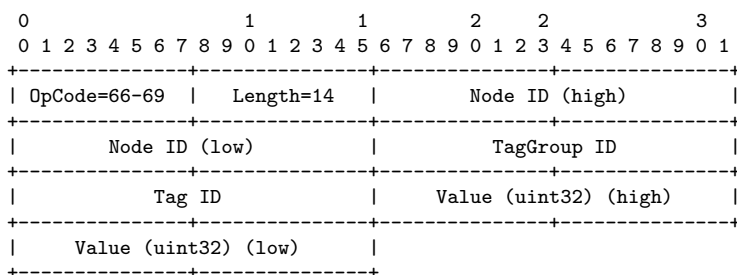 0 1 1 2 2 3
0 1 2 3 4 5 6 7 8 9 0 1 2 3 4 5 6 7 8 9 0 1 2 3 4 5 6 7 8 9 0 1
+---------------+---------------+---------------+---------------+
| OpCode=66-69 | Length=14 | Node ID (high) |
+---------------+---------------+---------------+---------------+
| Node ID (low) | TagGroup ID |
+---------------+---------------+---------------+---------------+
| Tag ID | Value (uint32) (high) |
+---------------+---------------+---------------+---------------+
| Value (uint32) (low) |
+---------------+---------------+